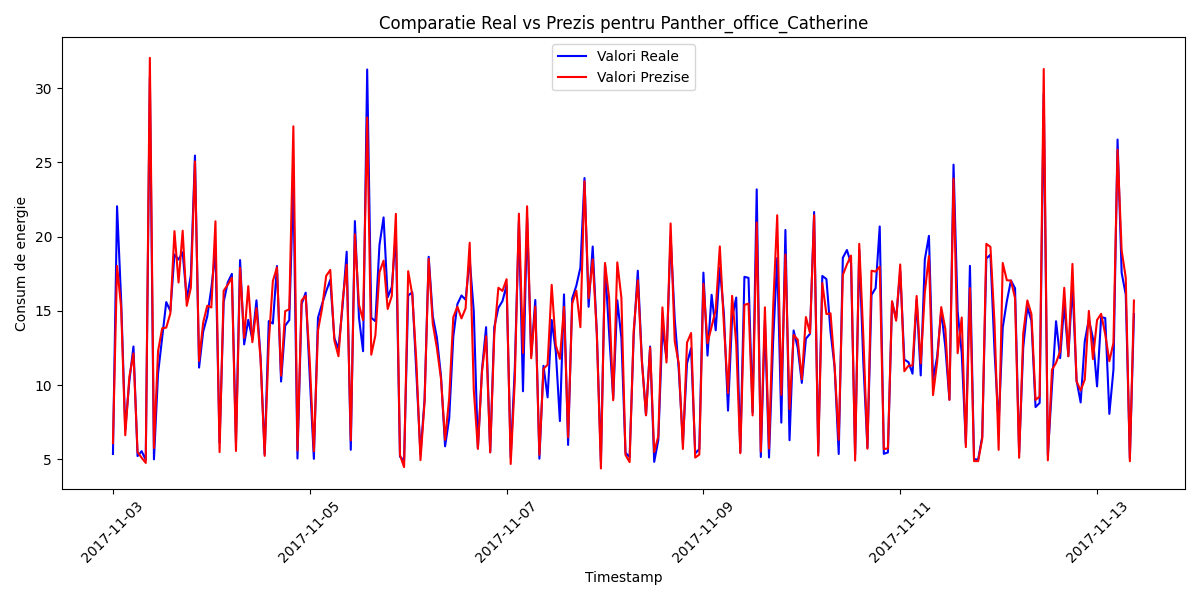 Comparatie Real vs Prezis pentru Panther_office_Catherine
Valori Reale
Valori Prezise
Consum de energie
30
25
20
15
10
5
2017-11-03
2017-11-05
2017-11-07
2017-11-09
2017-11-11
2017-11-13
Timestamp